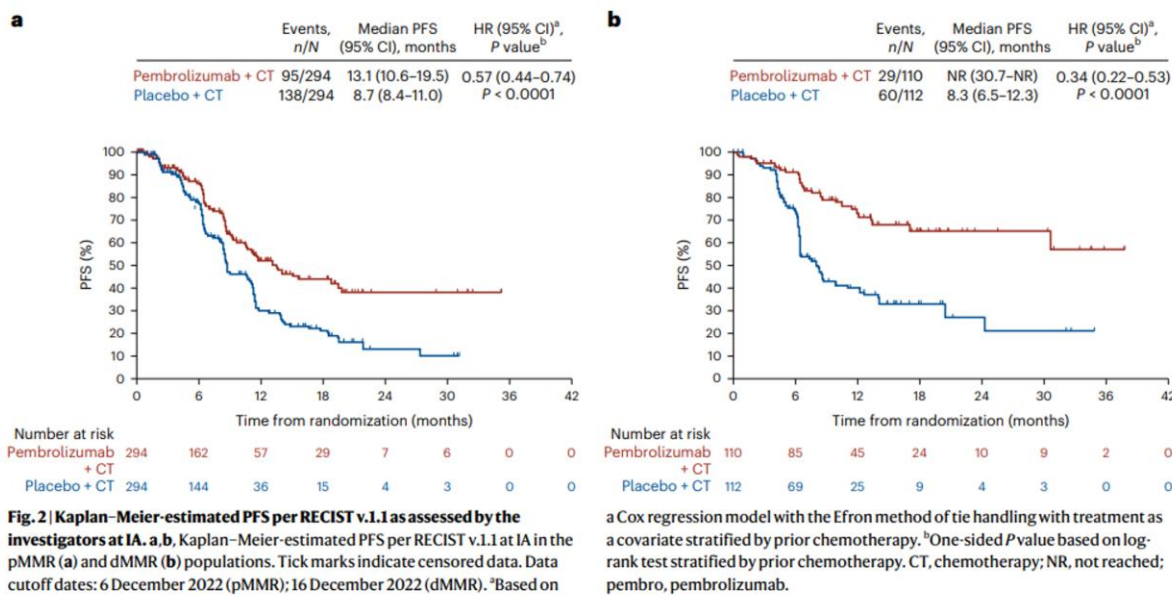 a
Events, n/N Median PFS (95% CI), months HR (95% CI)a, P valueb
Pembrolizumab + CT 95/294 13.1 (10.6–19.5) 0.57 (0.44–0.74)
Placebo + CT 138/294 8.7 (8.4–11.0) P < 0.0001
PFS (%)
100
90
80
70
60
50
40
30
20
10
0
0 6 12 18 24 30 36 42
Time from randomization (months)
Number at risk
Pembrolizumab + CT 294 162 57 29 7 6 0 0
Placebo + CT 294 144 36 15 4 3 0 0
b
Events, n/N Median PFS (95% CI), months HR (95% CI)a, P valueb
Pembrolizumab + CT 29/110 NR (30.7–NR) 0.34 (0.22–0.53)
Placebo + CT 60/112 8.3 (6.5–12.3) P < 0.0001
PFS (%)
100
90
80
70
60
50
40
30
20
10
0
0 6 12 18 24 30 36 42
Time from randomization (months)
Number at risk
Pembrolizumab + CT 110 85 45 24 10 9 2 0
Placebo + CT 112 69 25 9 4 3 0 0
Fig. 2 | Kaplan–Meier-estimated PFS per RECIST v.1.1 as assessed by the
investigators at IA. a,b, Kaplan–Meier-estimated PFS per RECIST v.1.1 at IA in the
pMMR (a) and dMMR (b) populations. Tick marks indicate censored data. Data
cutoff dates: 6 December 2022 (pMMR); 16 December 2022 (dMMR). aBased on
a Cox regression model with the Efron method of tie handling with treatment as
a covariate stratified by prior chemotherapy. bOne-sided P value based on log-
rank test stratified by prior chemotherapy. CT, chemotherapy; NR, not reached;
pembro, pembrolizumab.